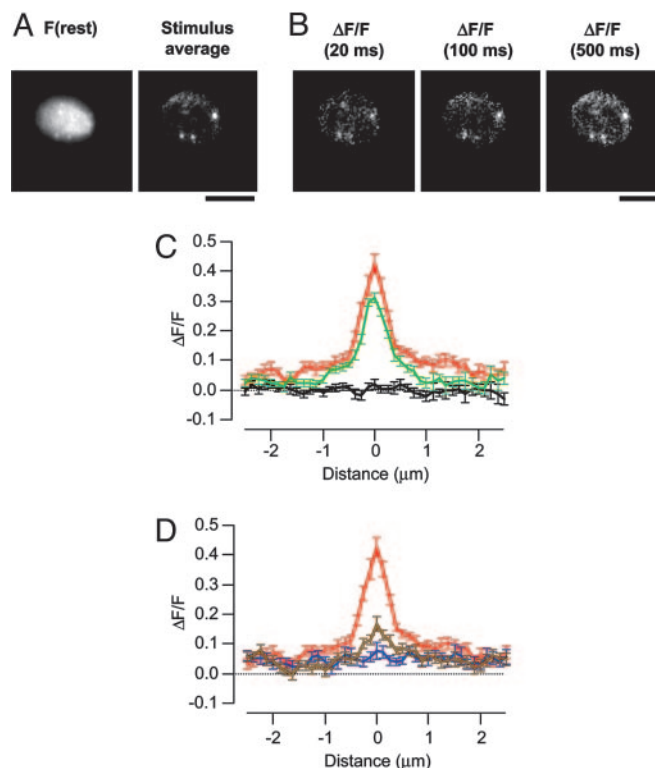 A F(rest) Stimulus average
B ΔF/F (20 ms) ΔF/F (100 ms) ΔF/F (500 ms)
C
0.5
0.4
0.3
0.2
0.1
0.0
-0.1
ΔF/F
-2 -1 0 1 2
Distance (μm)
D
0.5
0.4
0.3
0.2
0.1
0.0
-0.1
ΔF/F
-2 -1 0 1 2
Distance (μm)